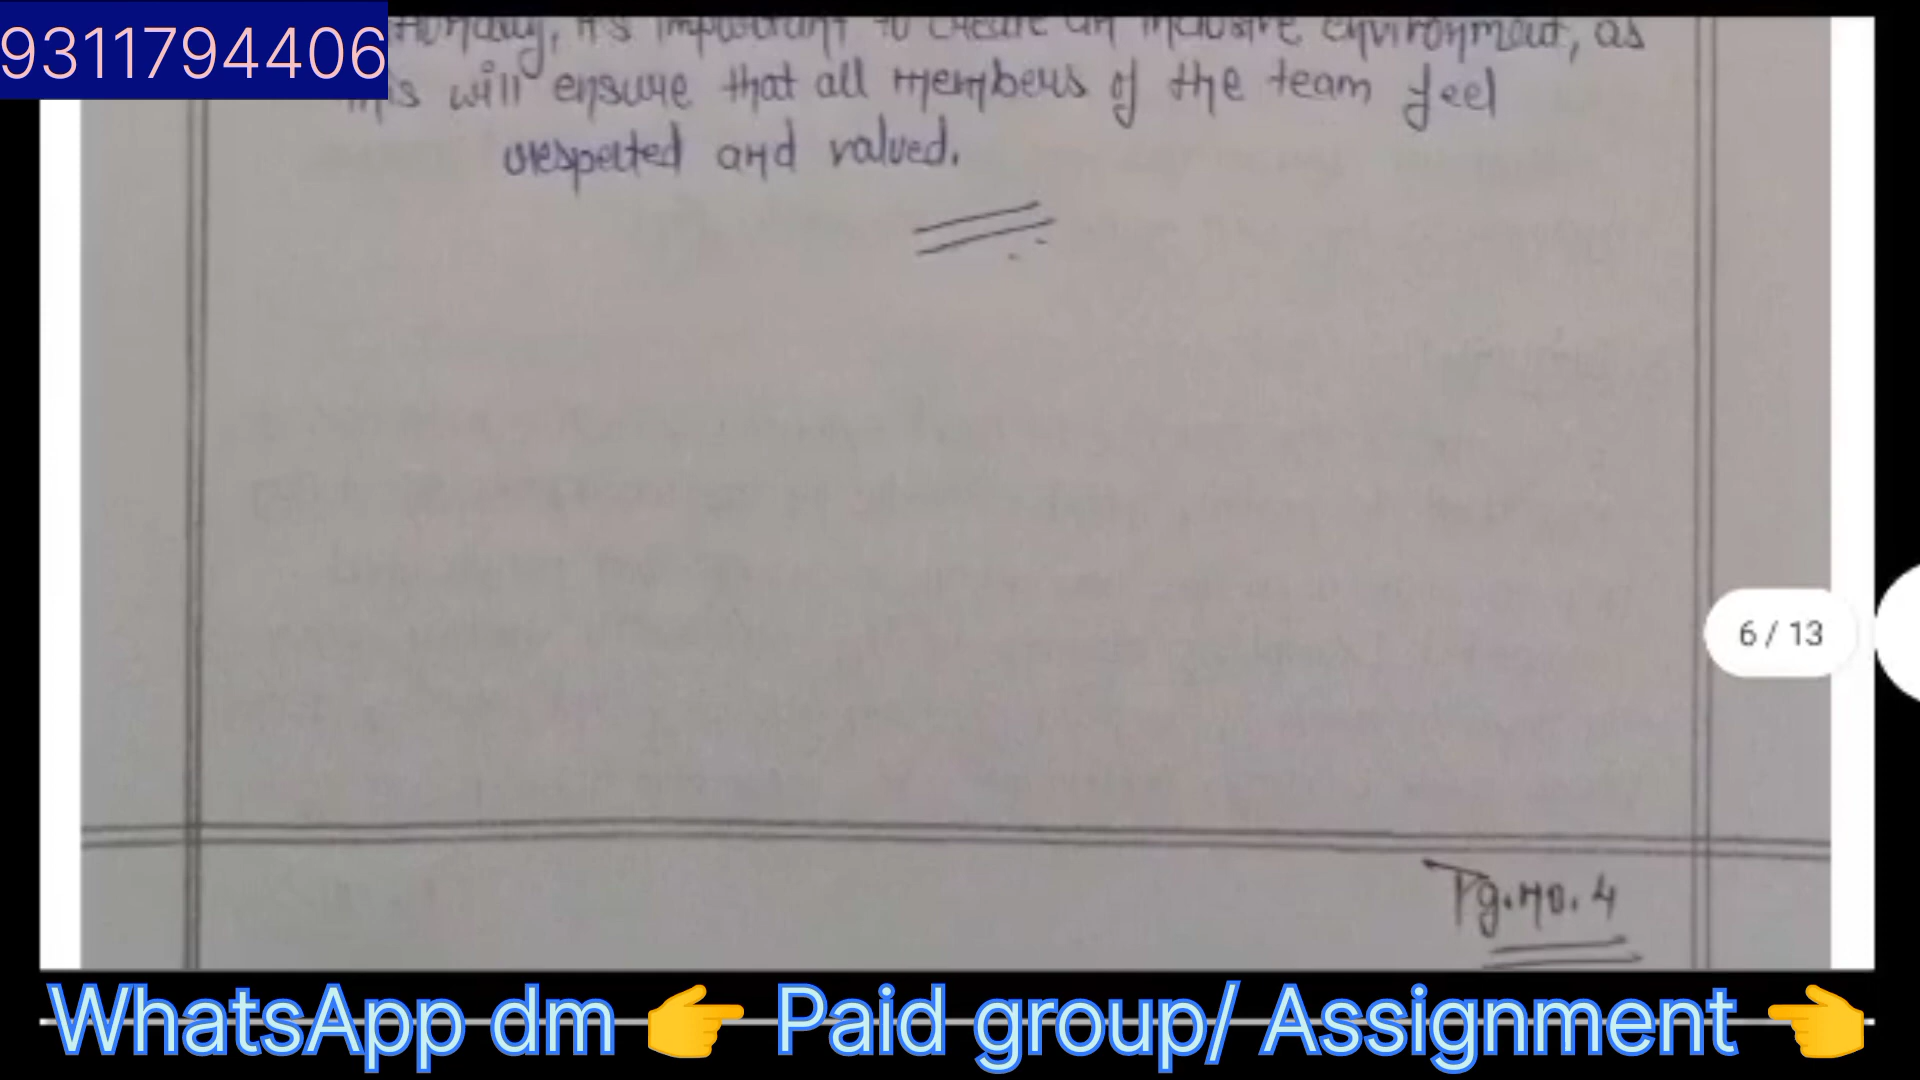 9311794406
it's important to create an inclusive environment, as
this will ensure that all members of the team feel
respected and valued.
6 / 13
Pg.no. 4
WhatsApp dm 👉 Paid group/ Assignment 👈